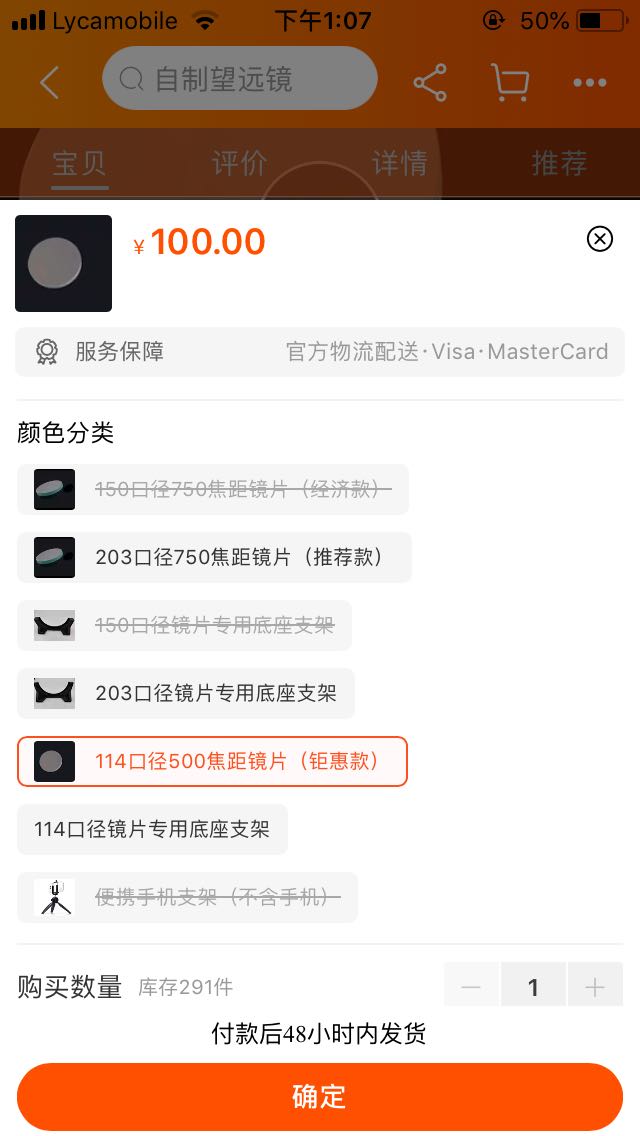 Lycamobile 下午1:07 50%
自制望远镜
宝贝 评价 详情 推荐
¥100.00
服务保障 官方物流配送·Visa·MasterCard
颜色分类
150口径750焦距镜片（经济款）
203口径750焦距镜片（推荐款）
150口径镜片专用底座支架
203口径镜片专用底座支架
114口径500焦距镜片（钜惠款）
114口径镜片专用底座支架
便携手机支架（不含手机）
购买数量 库存291件 1
付款后48小时内发货
确定